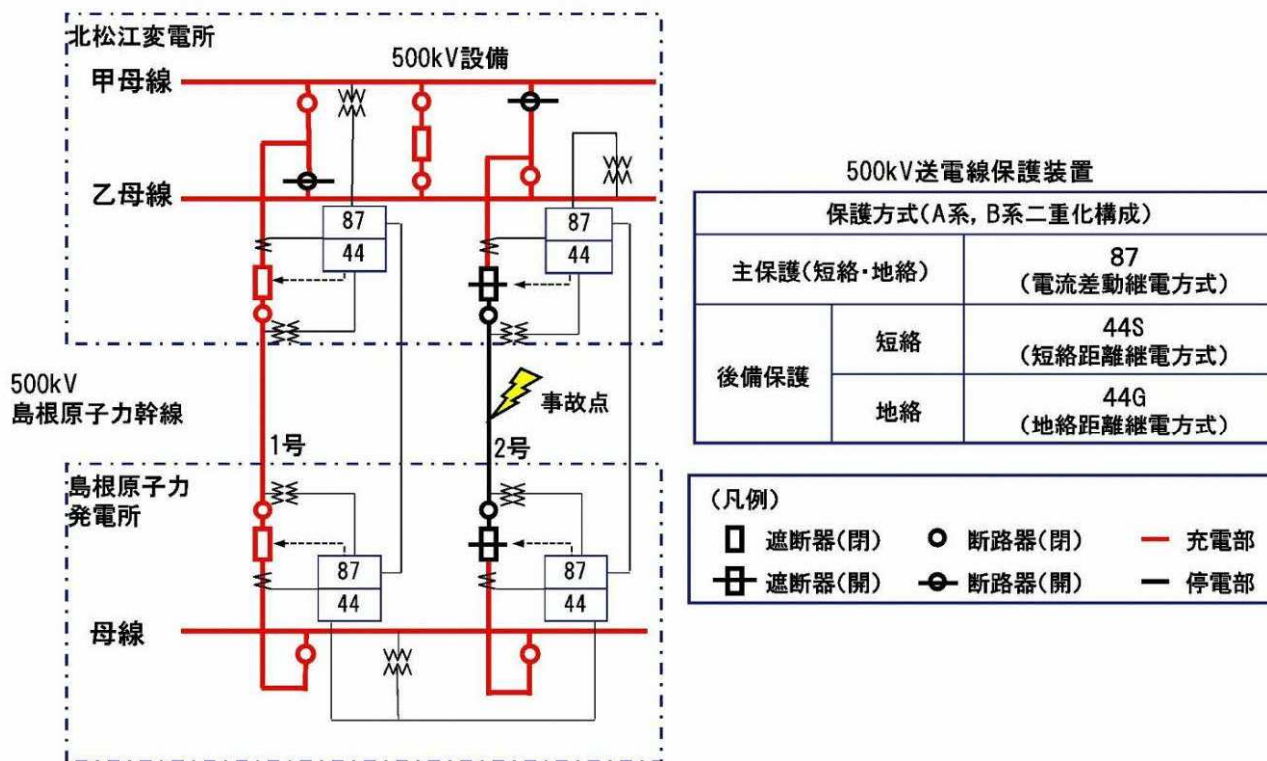 北松江変電所
500kV設備
甲母線
乙母線
87
44
87
44
500kV
島根原子力幹線
1号
2号
事故点
島根原子力
発電所
87
44
87
44
母線
500kV送電線保護装置
保護方式(A系, B系二重化構成)
主保護(短絡・地絡)
87
(電流差動継電方式)
後備保護
短絡
44S
(短絡距離継電方式)
地絡
44G
(地絡距離継電方式)
(凡例)
遮断器(閉)
断路器(閉)
充電部
遮断器(開)
断路器(開)
停電部